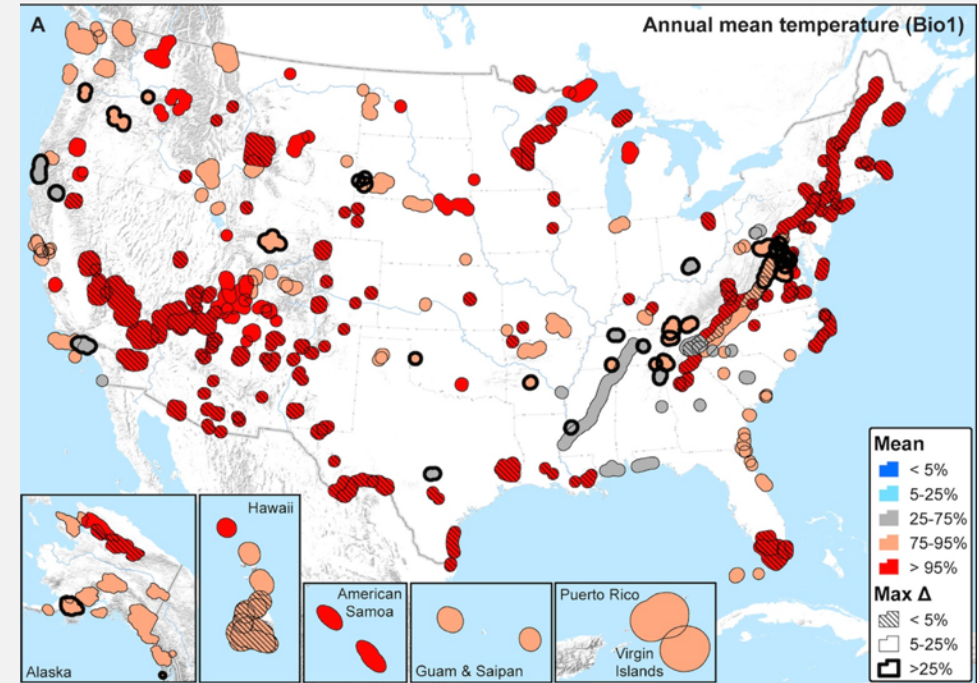 A
Annual mean temperature (Bio1)
Mean
< 5%
5-25%
25-75%
75-95%
> 95%
Max Δ
< 5%
5-25%
>25%
Alaska
Hawaii
American
Samoa
Guam & Saipan
Puerto Rico
Virgin
Islands